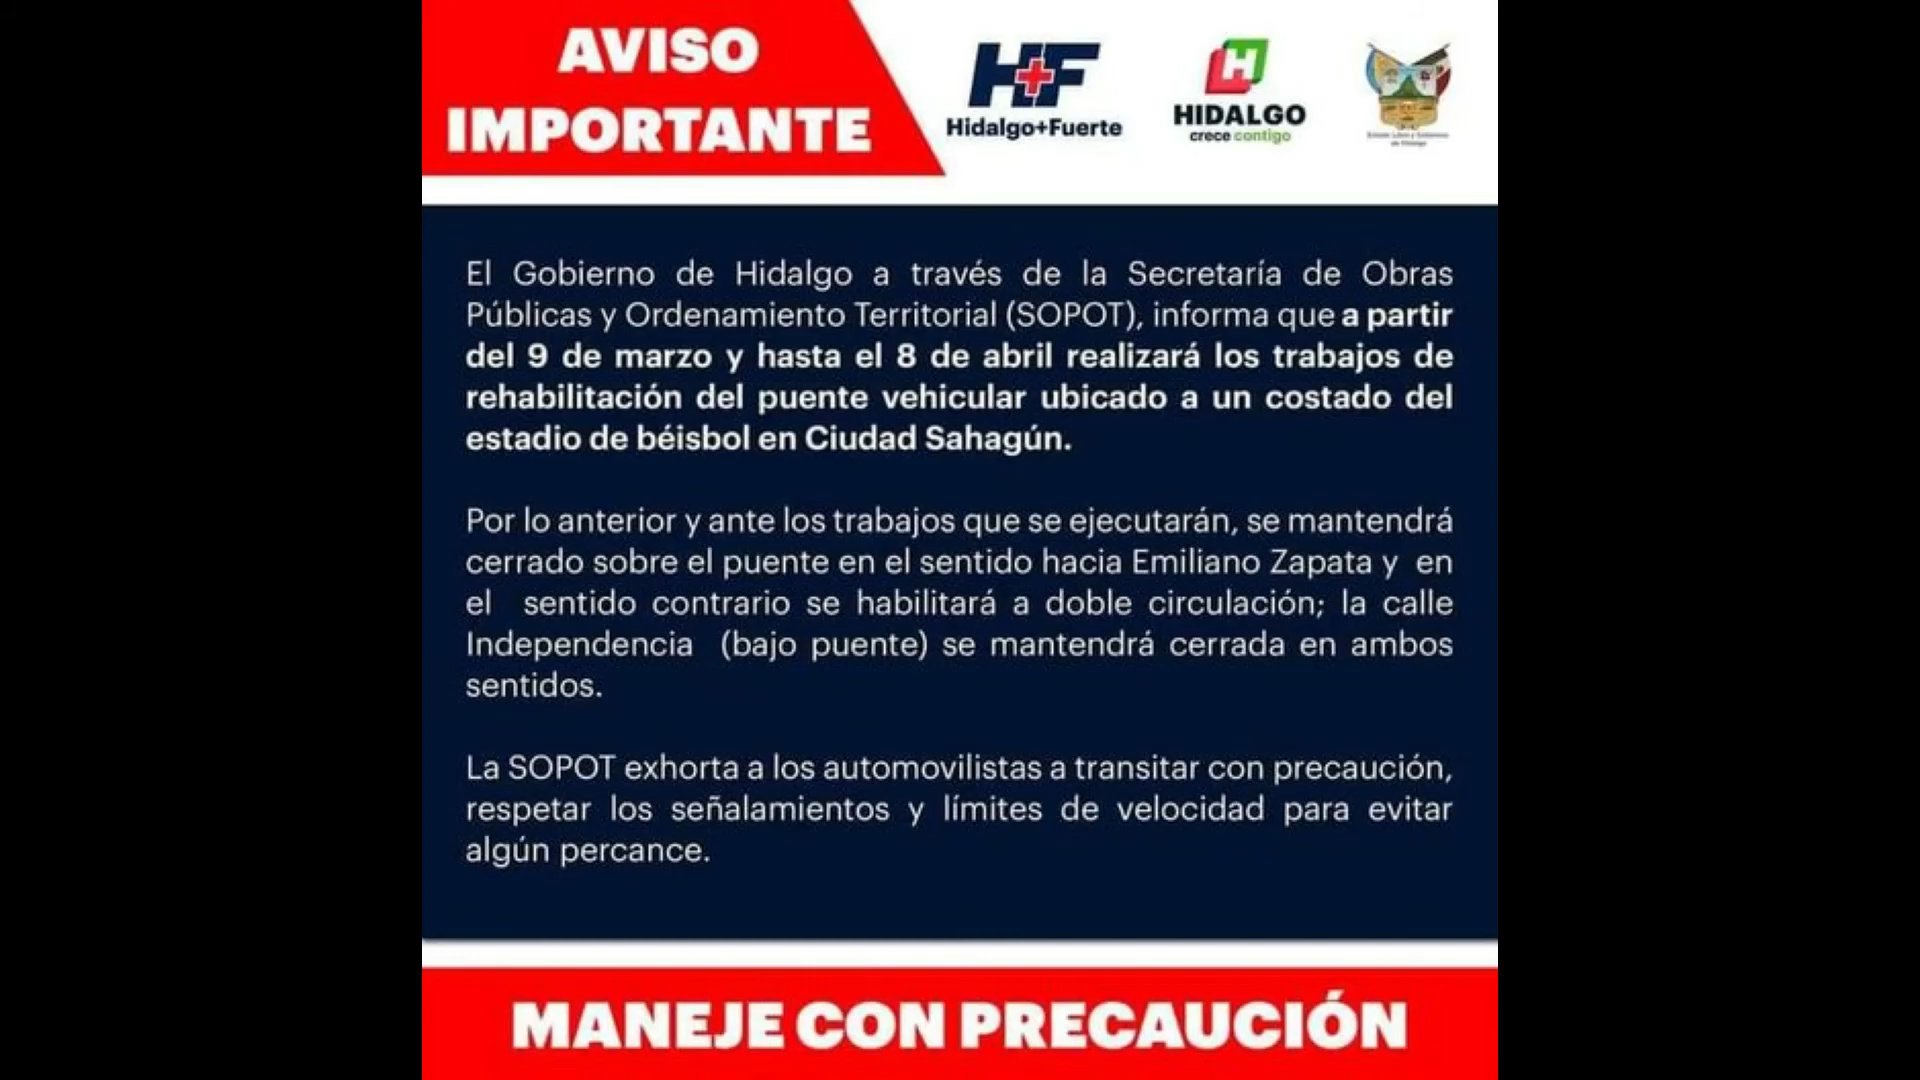 AVISO
IMPORTANTE
H+F
Hidalgo+Fuerte
H
HIDALGO
crece contigo
de Hidalgo
El Gobierno de Hidalgo a través de la Secretaría de Obras
Públicas y Ordenamiento Territorial (SOPOT), informa que a partir
del 9 de marzo y hasta el 8 de abril realizará los trabajos de
rehabilitación del puente vehicular ubicado a un costado del
estadio de béisbol en Ciudad Sahagún.
Por lo anterior y ante los trabajos que se ejecutarán, se mantendrá
cerrado sobre el puente en el sentido hacia Emiliano Zapata y en
el sentido contrario se habilitará a doble circulación; la calle
Independencia (bajo puente) se mantendrá cerrada en ambos
sentidos.
La SOPOT exhorta a los automovilistas a transitar con precaución,
respetar los señalamientos y límites de velocidad para evitar
algún percance.
MANEJE CON PRECAUCIÓN